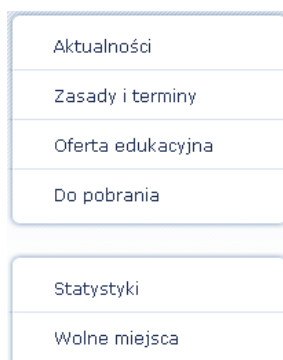 Aktualności
Zasady i terminy
Oferta edukacyjna
Do pobrania
Statystyki
Wolne miejsca